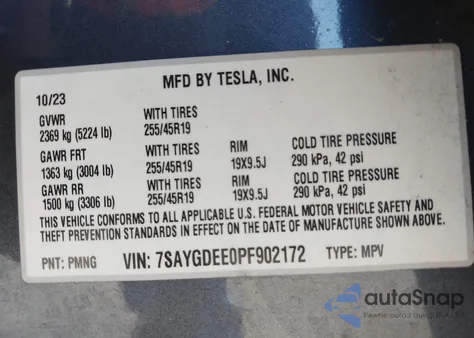 MFD BY TESLA, INC.
10/23
GVWR WITH TIRES
2369 kg (5224 lb) 255/45R19
GAWR FRT WITH TIRES RIM COLD TIRE PRESSURE
1363 kg (3004 lb) 255/45R19 19X9.5J 290 kPa, 42 psi
GAWR RR WITH TIRES RIM COLD TIRE PRESSURE
1500 kg (3306 lb) 255/45R19 19X9.5J 290 kPa, 42 psi
THIS VEHICLE CONFORMS TO ALL APPLICABLE U.S. FEDERAL MOTOR VEHICLE SAFETY AND
THEFT PREVENTION STANDARDS IN EFFECT ON THE DATE OF MANUFACTURE SHOWN ABOVE.
PNT: PMNG VIN: 7SAYGDEE0PF902172 TYPE: MPV
autaSnap